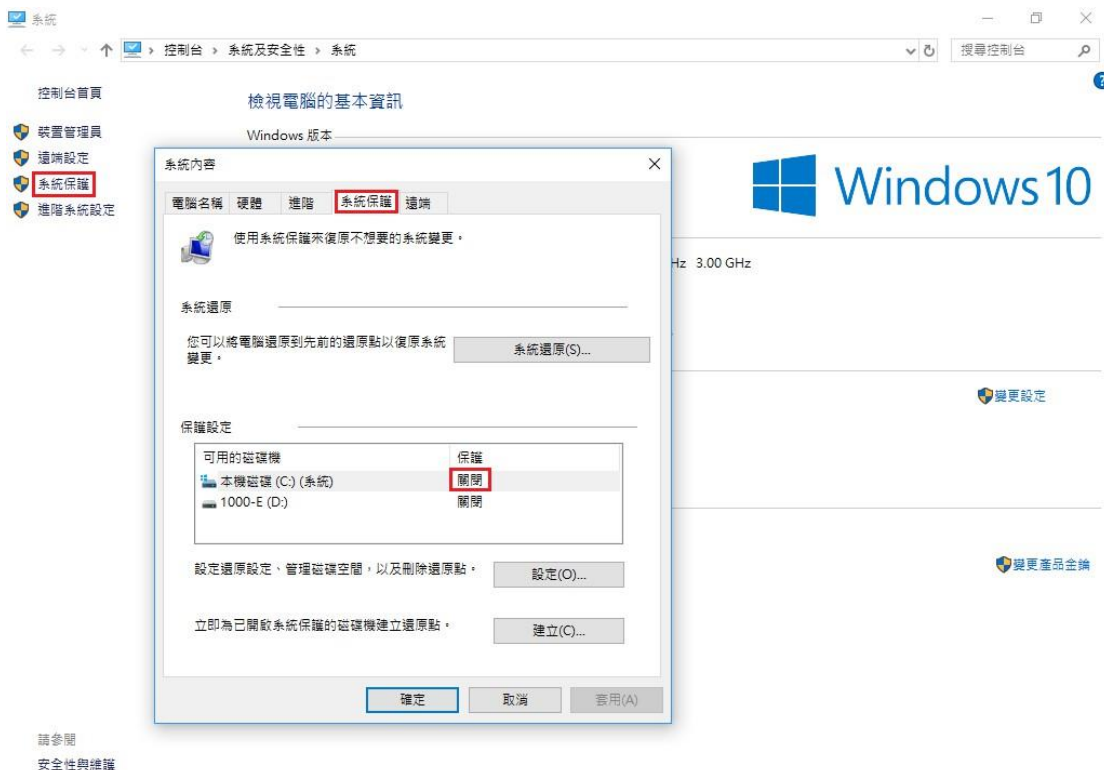 系統
控制台 › 系統及安全性 › 系統
搜尋控制台
控制台首頁
裝置管理員
遠端設定
系統保護
進階系統設定
檢視電腦的基本資訊
Windows 版本
Windows 10
Hz 3.00 GHz
變更設定
變更產品金鑰
系統內容
電腦名稱 硬體 進階 系統保護 遠端
使用系統保護來復原不想要的系統變更。
系統還原
您可以將電腦還原到先前的還原點以復原系統
變更。
系統還原(S)...
保護設定
可用的磁碟機 保護
本機磁碟 (C:) (系統) 關閉
1000-E (D:) 關閉
設定還原設定、管理磁碟空間，以及刪除還原點。
設定(O)...
立即為已開啟系統保護的磁碟機建立還原點。
建立(C)...
確定 取消 套用(A)
請參閱
安全性與維護